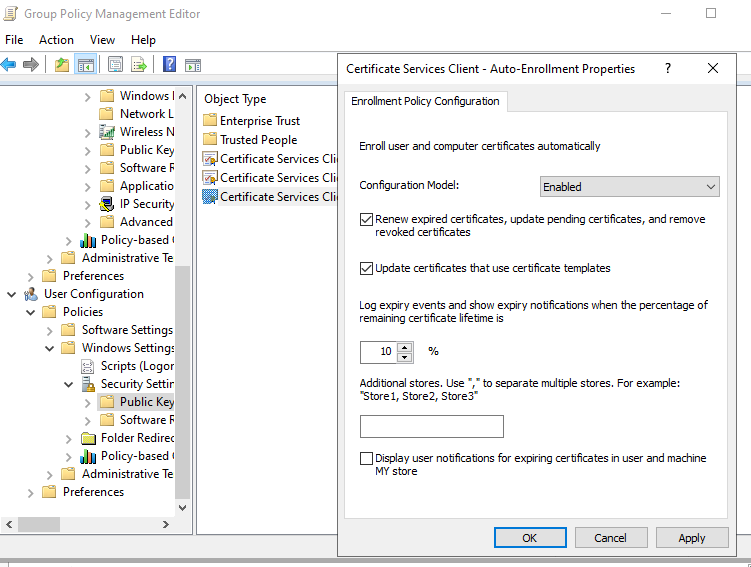 Group Policy Management Editor
File Action View Help
Windows
Network L
Wireless N
Public Key
Software R
Applicatio
IP Security
Advanced
Policy-based
Administrative Te
Preferences
User Configuration
Policies
Software Settings
Windows Settings
Scripts (Logon
Security Settin
Public Key
Software R
Folder Redirec
Policy-based
Administrative Te
Preferences
Object Type
Enterprise Trust
Trusted People
Certificate Services Cli
Certificate Services Cli
Certificate Services Cli
Certificate Services Client - Auto-Enrollment Properties ?
Enrollment Policy Configuration
Enroll user and computer certificates automatically
Configuration Model: Enabled
Renew expired certificates, update pending certificates, and remove
revoked certificates
Update certificates that use certificate templates
Log expiry events and show expiry notifications when the percentage of
remaining certificate lifetime is
10 %
Additional stores. Use "," to separate multiple stores. For example:
"Store1, Store2, Store3"
Display user notifications for expiring certificates in user and machine
MY store
OK Cancel Apply